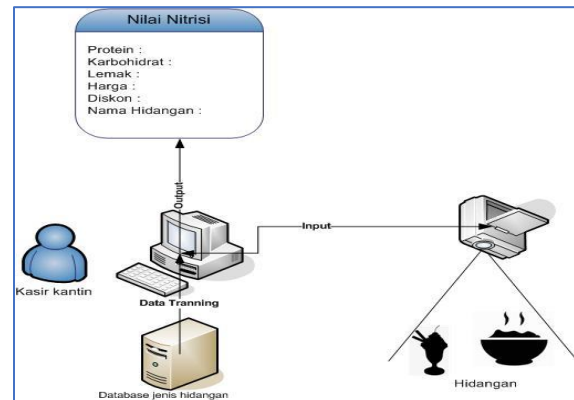 Nilai Nitrisi
Protein :
Karbohidrat :
Lemak :
Harga :
Diskon :
Nama Hidangan :
Output
Input
Kasir kantin
Data Tranning
Database jenis hidangan
Hidangan